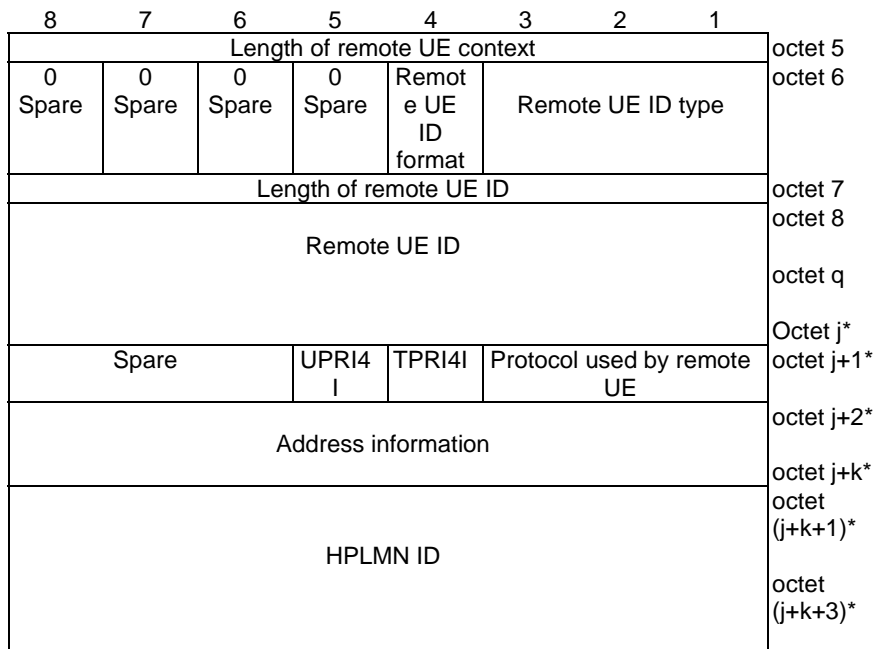 8 7 6 5 4 3 2 1
Length of remote UE context octet 5
0 0 0 0 Remot octet 6
Spare Spare Spare Spare e UE Remote UE ID type
ID
format
Length of remote UE ID octet 7
octet 8
Remote UE ID
octet q
Octet j*
Spare UPRI4 TPRI4I Protocol used by remote octet j+1*
I UE
octet j+2*
Address information
octet j+k*
octet
(j+k+1)*
HPLMN ID
octet
(j+k+3)*